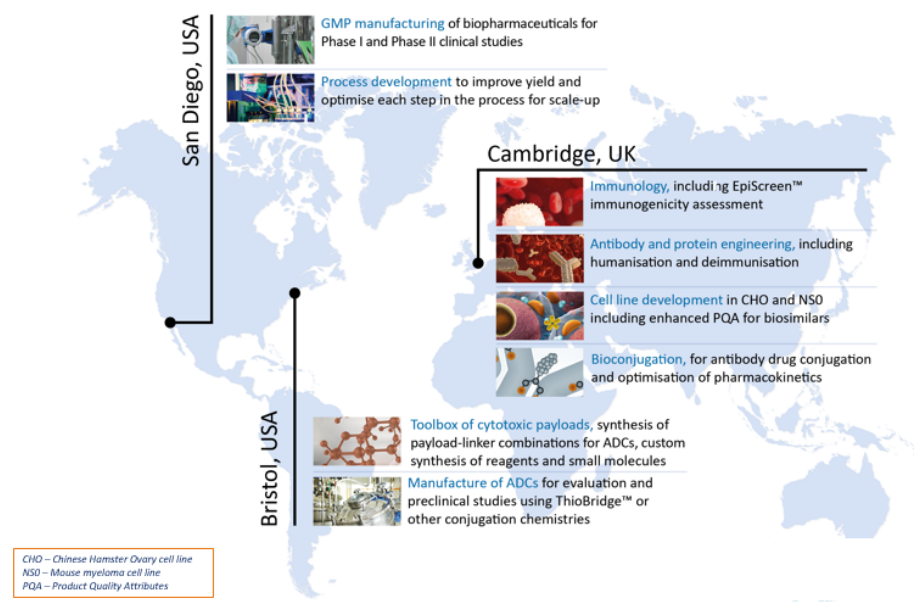 San Diego, USA
GMP manufacturing of biopharmaceuticals for
Phase I and Phase II clinical studies
Process development to improve yield and
optimise each step in the process for scale-up
Cambridge, UK
Immunology, including EpiScreen™
immunogenicity assessment
Antibody and protein engineering, including
humanisation and deimmunisation
Cell line development in CHO and NS0
including enhanced PQA for biosimilars
Bioconjugation, for antibody drug conjugation
and optimisation of pharmacokinetics
Bristol, USA
Toolbox of cytotoxic payloads, synthesis of
payload-linker combinations for ADCs, custom
synthesis of reagents and small molecules
Manufacture of ADCs for evaluation and
preclinical studies using ThioBridge™ or
other conjugation chemistries
CHO – Chinese Hamster Ovary cell line
NS0 – Mouse myeloma cell line
PQA – Product Quality Attributes